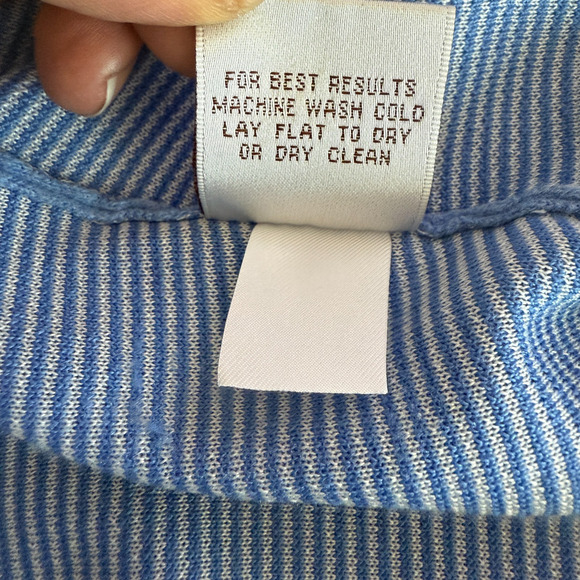 FOR BEST RESULTS
MACHINE WASH COLD
LAY FLAT TO DRY
OR DRY CLEAN